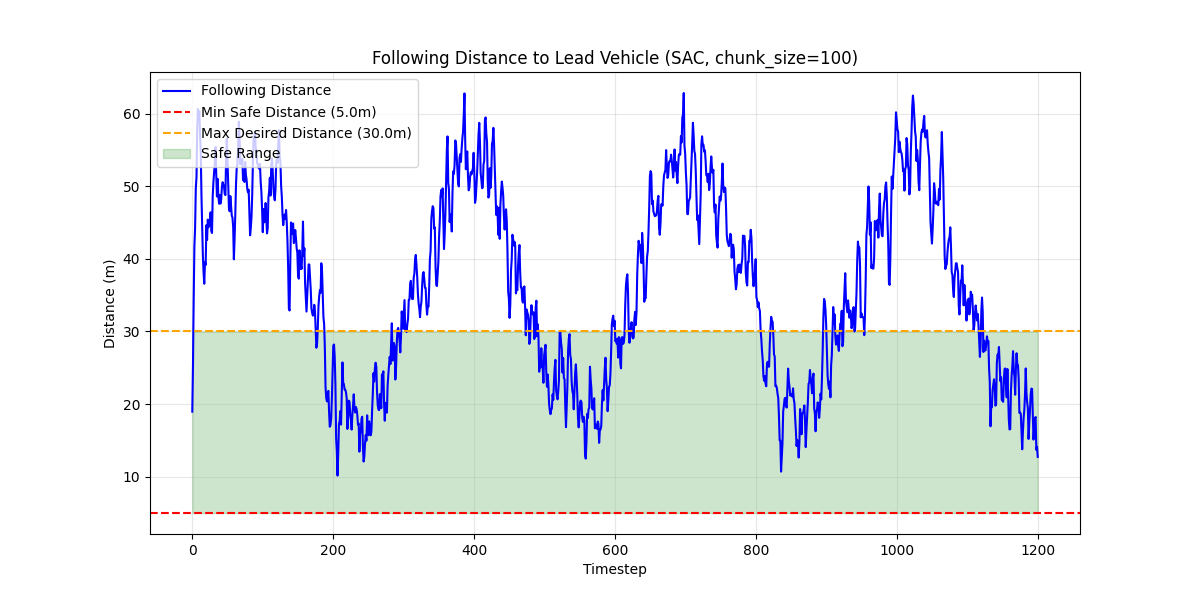 Following Distance to Lead Vehicle (SAC, chunk_size=100)
Following Distance
Min Safe Distance (5.0m)
Max Desired Distance (30.0m)
Safe Range
Distance (m)
60
50
40
30
20
10
0 200 400 600 800 1000 1200
Timestep